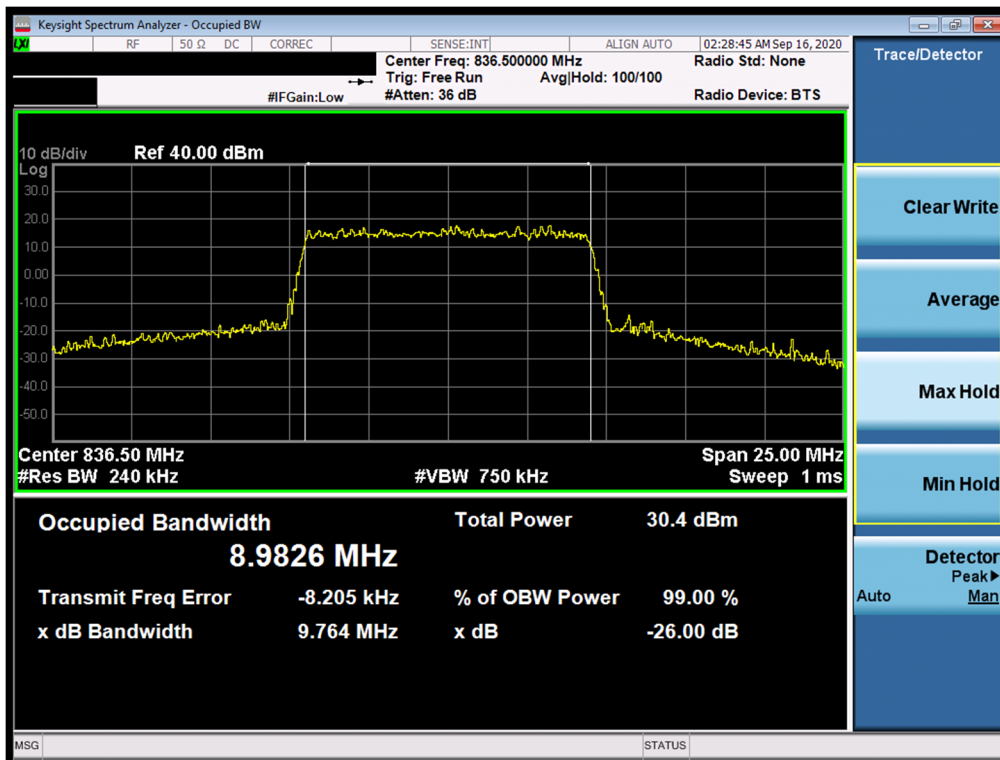 Keysight Spectrum Analyzer - Occupied BW
LXI RF 50 Ω DC CORREC SENSE:INT ALIGN AUTO 02:28:45 AM Sep 16, 2020
Center Freq: 836.500000 MHz Radio Std: None
Trig: Free Run Avg|Hold: 100/100
#IFGain:Low #Atten: 36 dB Radio Device: BTS
10 dB/div Ref 40.00 dBm
Log
30.0
20.0
10.0
0.00
-10.0
-20.0
-30.0
-40.0
-50.0
Center 836.50 MHz Span 25.00 MHz
#Res BW 240 kHz #VBW 750 kHz Sweep 1 ms
Occupied Bandwidth Total Power 30.4 dBm
8.9826 MHz
Transmit Freq Error -8.205 kHz % of OBW Power 99.00 %
x dB Bandwidth 9.764 MHz x dB -26.00 dB
MSG STATUS
Trace/Detector
Clear Write
Average
Max Hold
Min Hold
Detector
Peak▶
Auto Man